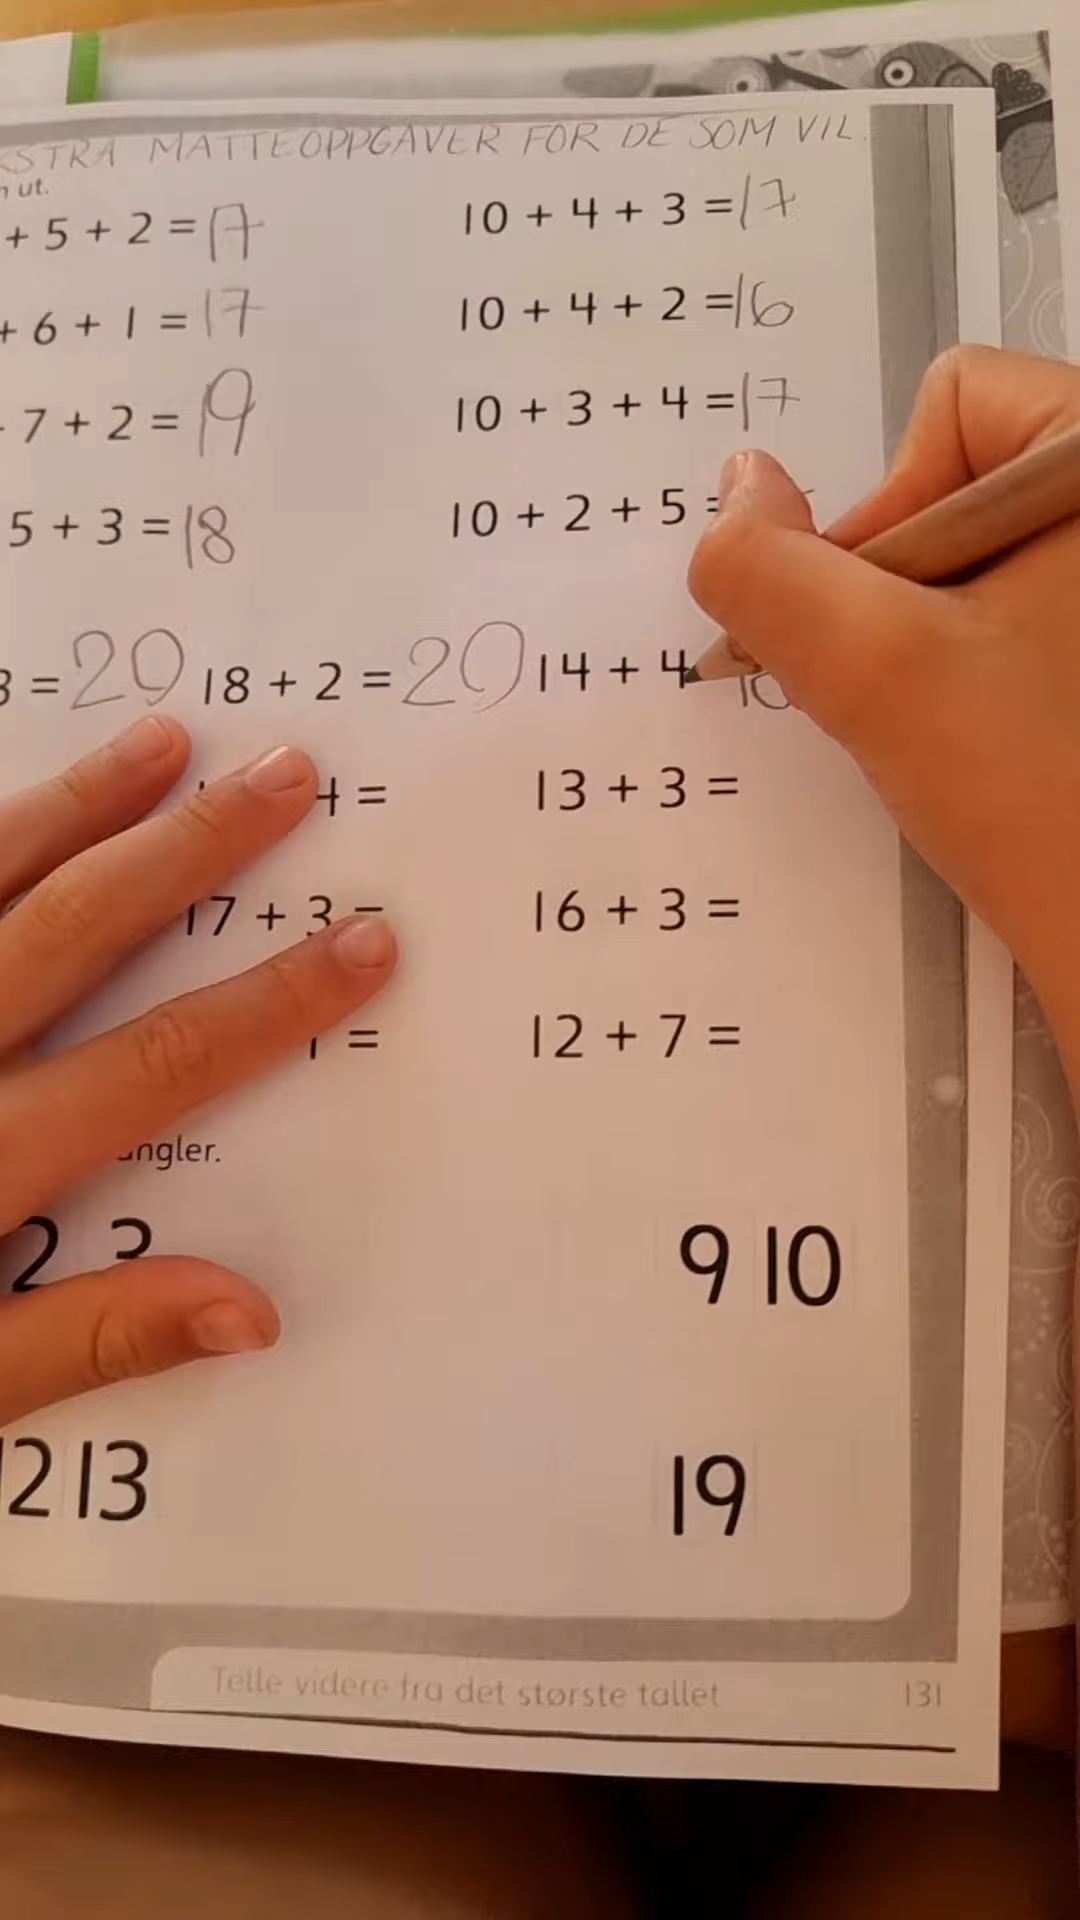 EKSTRA MATTEOPPGAVER FOR DE SOM VIL.
ut.
+ 5 + 2 = 17 10 + 4 + 3 = 17
+ 6 + 1 = 17 10 + 4 + 2 = 16
7 + 2 = 19 10 + 3 + 4 = 17
5 + 3 = 18 10 + 2 + 5 =
= 20 18 + 2 = 20 14 + 4
4 = 13 + 3 =
17 + 3 = 16 + 3 =
= 12 + 7 =
ngler.
2 3 9 10
12 13 19
Telle videre fra det største tallet 131